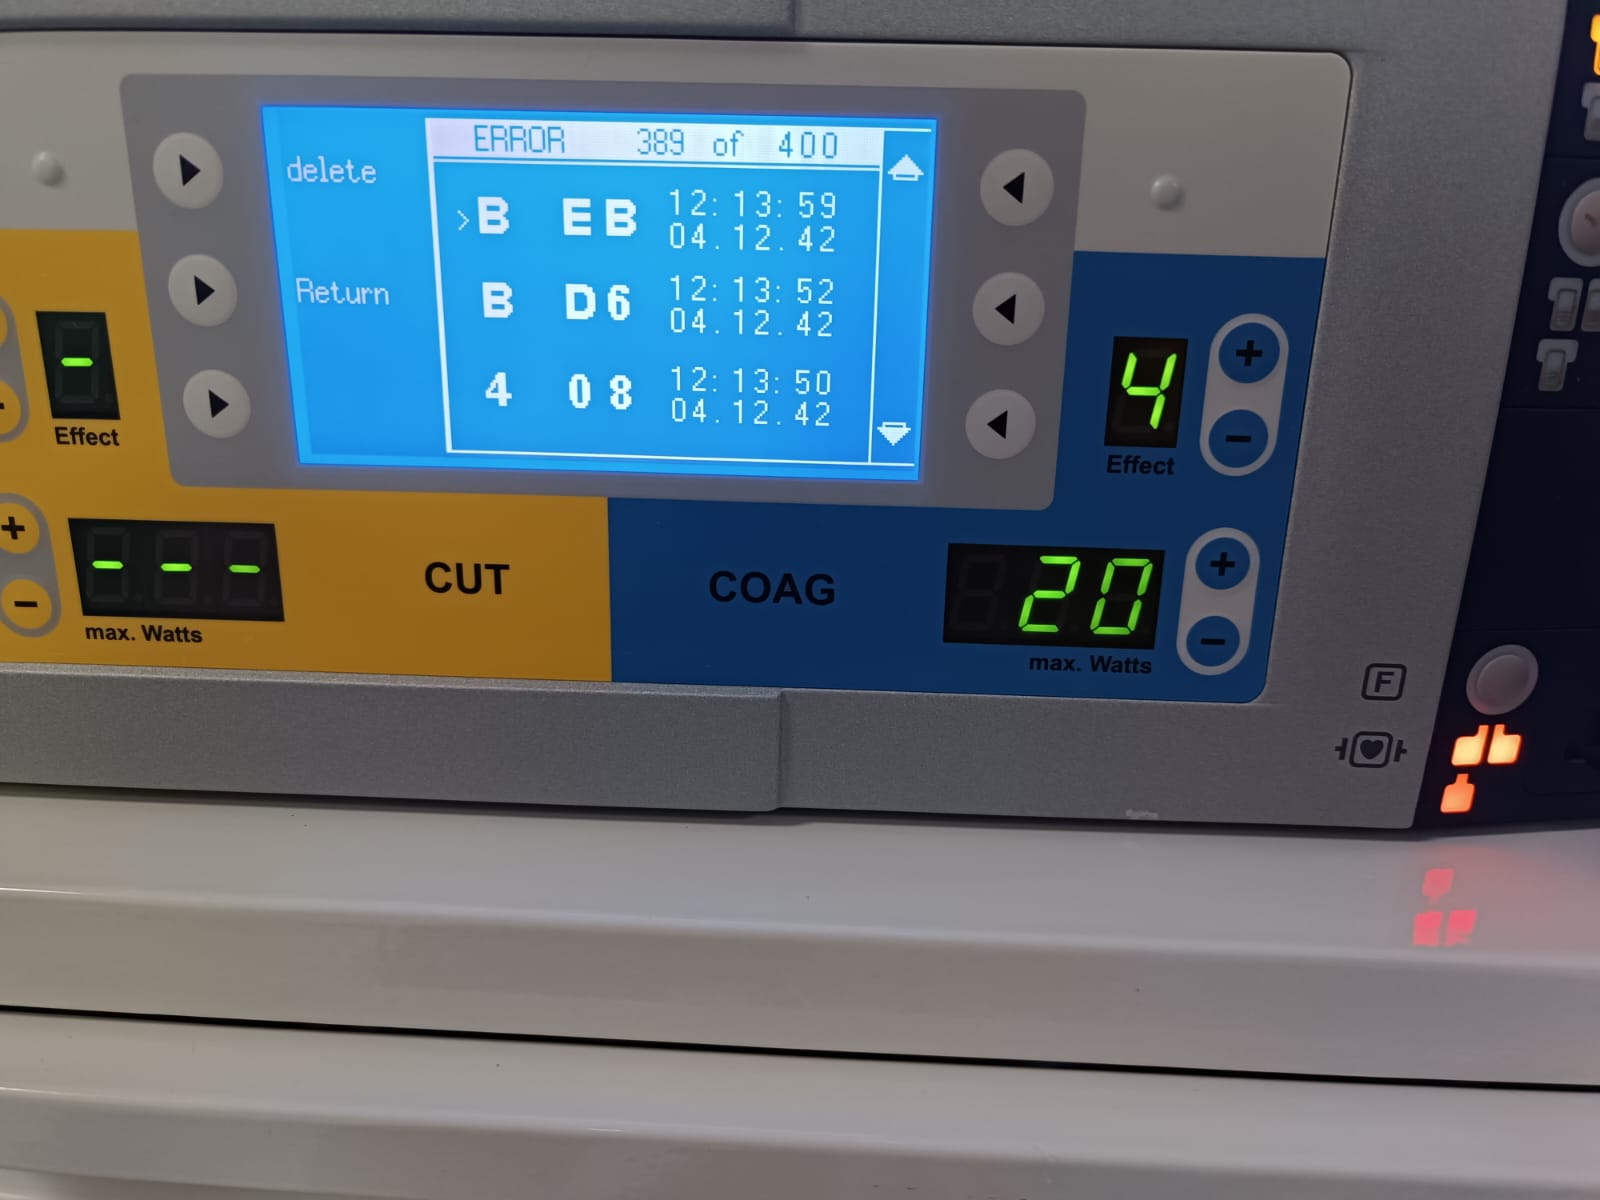 ERROR 389 of 400
delete
>B EB 12:13:59
04.12.42
Return
B D6 12:13:52
04.12.42
4 08 12:13:50
04.12.42
-
Effect
4
+
-
Effect
+
-
---
max. Watts
CUT
COAG
20
max. Watts
+
-
F